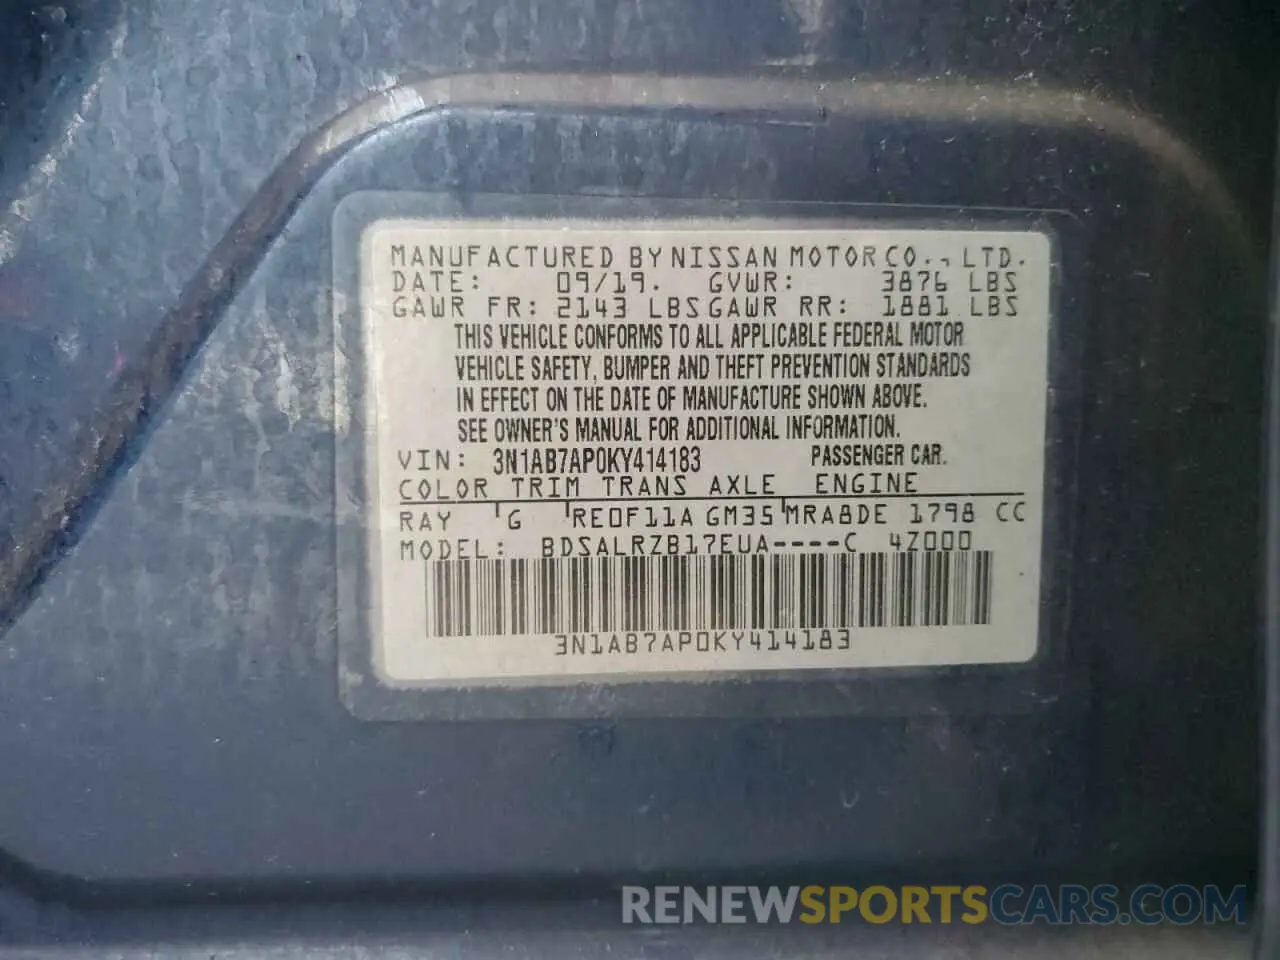 MANUFACTURED BY NISSAN MOTOR CO., LTD.
DATE: 09/19. GVWR: 3876 LBS
GAWR FR: 2143 LBS GAWR RR: 1881 LBS
THIS VEHICLE CONFORMS TO ALL APPLICABLE FEDERAL MOTOR
VEHICLE SAFETY, BUMPER AND THEFT PREVENTION STANDARDS
IN EFFECT ON THE DATE OF MANUFACTURE SHOWN ABOVE.
SEE OWNER'S MANUAL FOR ADDITIONAL INFORMATION.
VIN: 3N1AB7AP0KY414183 PASSENGER CAR.
COLOR TRIM TRANS AXLE ENGINE
RAY G RE0F11A GM35 MRA8DE 1798 CC
MODEL: BDSALRZB17EUA----C 4Z000
3N1AB7AP0KY414183
RENEWSPORTSCARS.COM